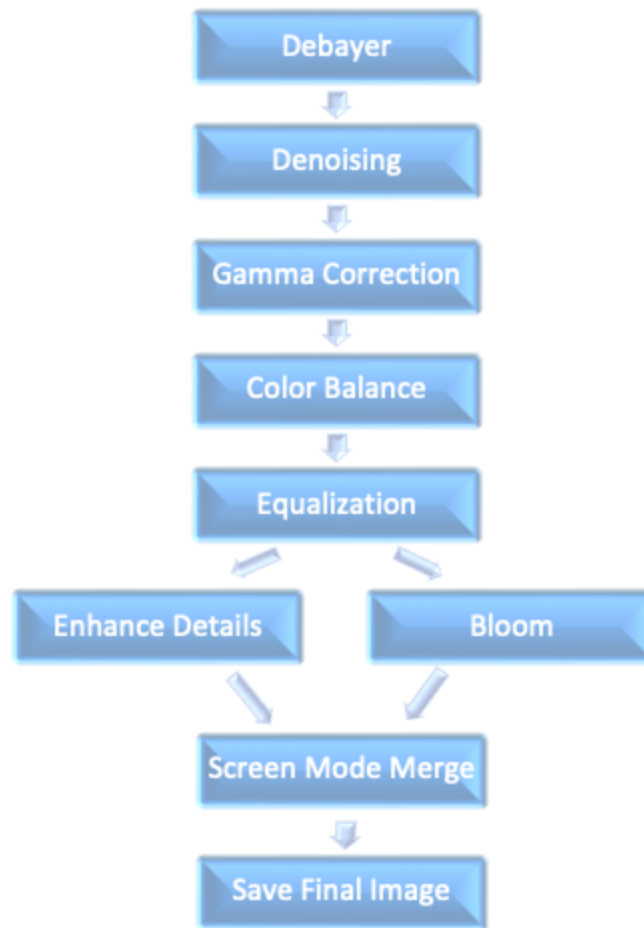 Debayer
Denoising
Gamma Correction
Color Balance
Equalization
Enhance Details
Bloom
Screen Mode Merge
Save Final Image